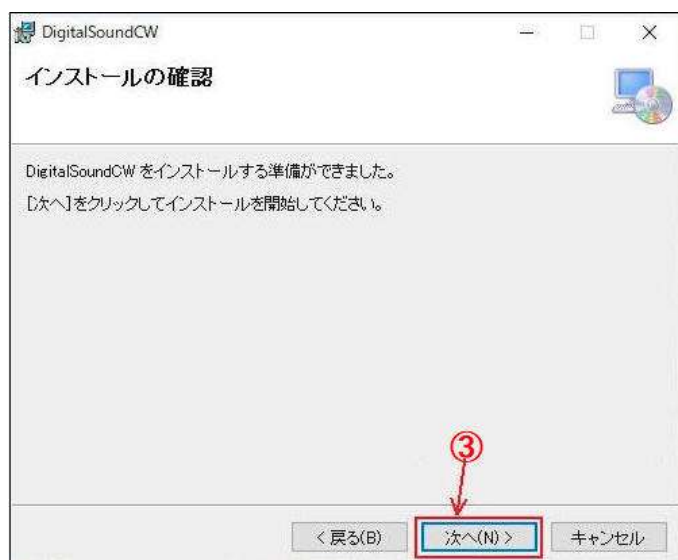 DigitalSoundCW
インストールの確認
DigitalSoundCW をインストールする準備ができました。
[次へ]をクリックしてインストールを開始してください。
③
< 戻る(B)
次へ(N) >
キャンセル